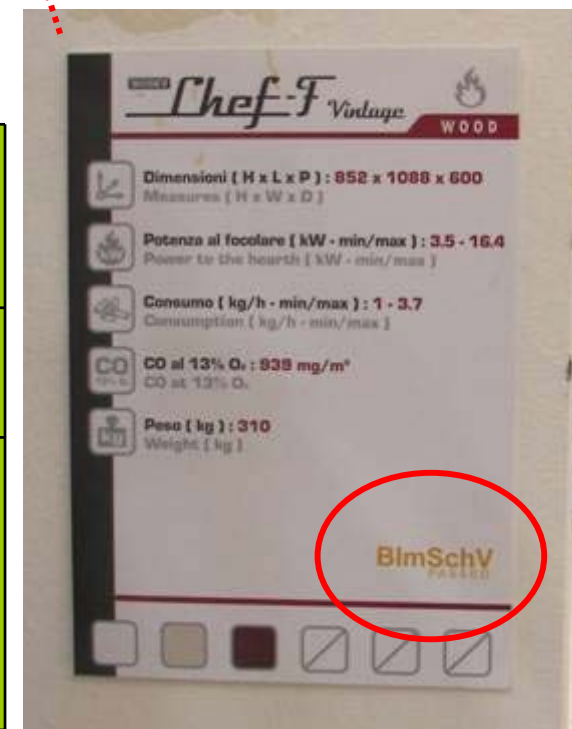 Chef-F Vintage
WOOD
Dimensioni ( H x L x P ) : 852 x 1088 x 600
Measures ( H x W x D )
Potenza al focolare ( kW - min/max ) : 3.5 - 16.4
Power to the hearth ( kW - min/max )
Consumo ( kg/h - min/max ) : 1 - 3.7
Consumption ( kg/h - min/max )
CO
CO al 13% O₂ : 939 mg/m³
CO at 13% O₂
Peso ( kg ) : 310
Weight ( kg )
BImSchV
PASSED